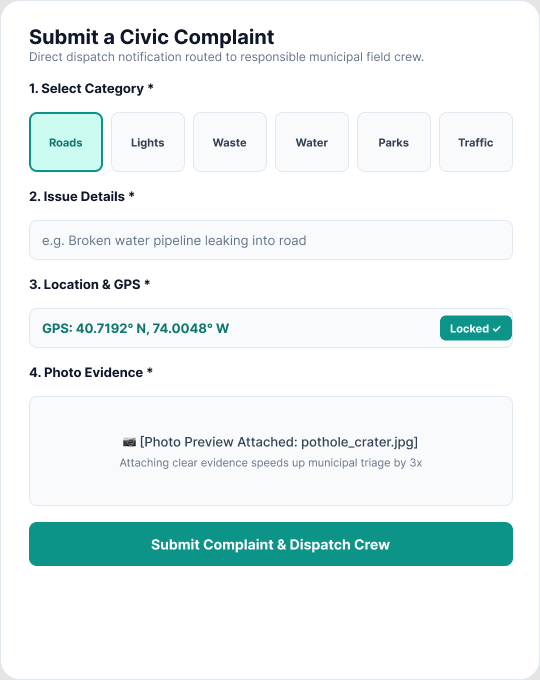 Submit a Civic Complaint
Direct dispatch notification routed to responsible municipal field crew.
1. Select Category *
Roads Lights Waste Water Parks Traffic
2. Issue Details *
e.g. Broken water pipeline leaking into road
3. Location & GPS *
GPS: 40.7192° N, 74.0048° W Locked ✓
4. Photo Evidence *
📷 [Photo Preview Attached: pothole_crater.jpg]
Attaching clear evidence speeds up municipal triage by 3x
Submit Complaint & Dispatch Crew